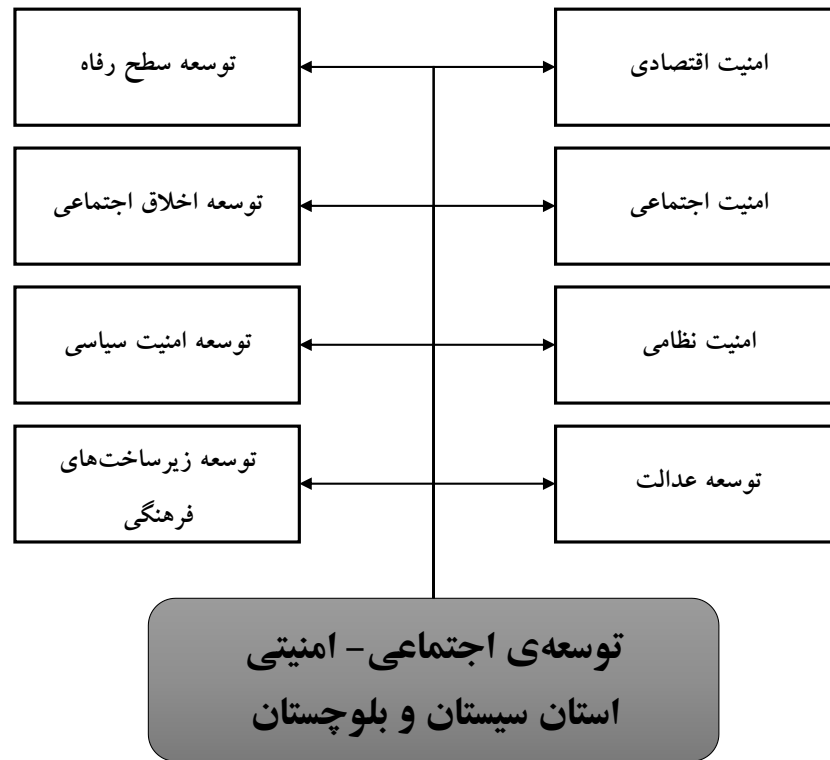 امنیت اقتصادی
توسعه سطح رفاه
امنیت اجتماعی
توسعه اخلاق اجتماعی
امنیت نظامی
توسعه امنیت سیاسی
توسعه عدالت
توسعه زیرساخت‌های
فرهنگی
توسعه‌ی اجتماعی- امنیتی
استان سیستان و بلوچستان